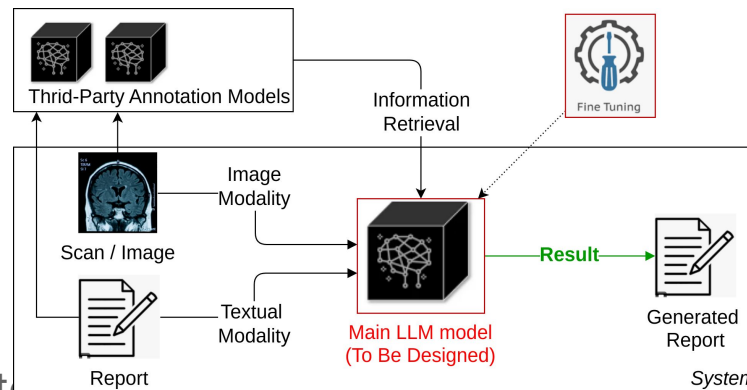 Thrid-Party Annotation Models
Information
Retrieval
Fine Tuning
Image
Modality
Scan / Image
Textual
Modality
Report
Main LLM model
(To Be Designed)
Result
Generated
Report
System